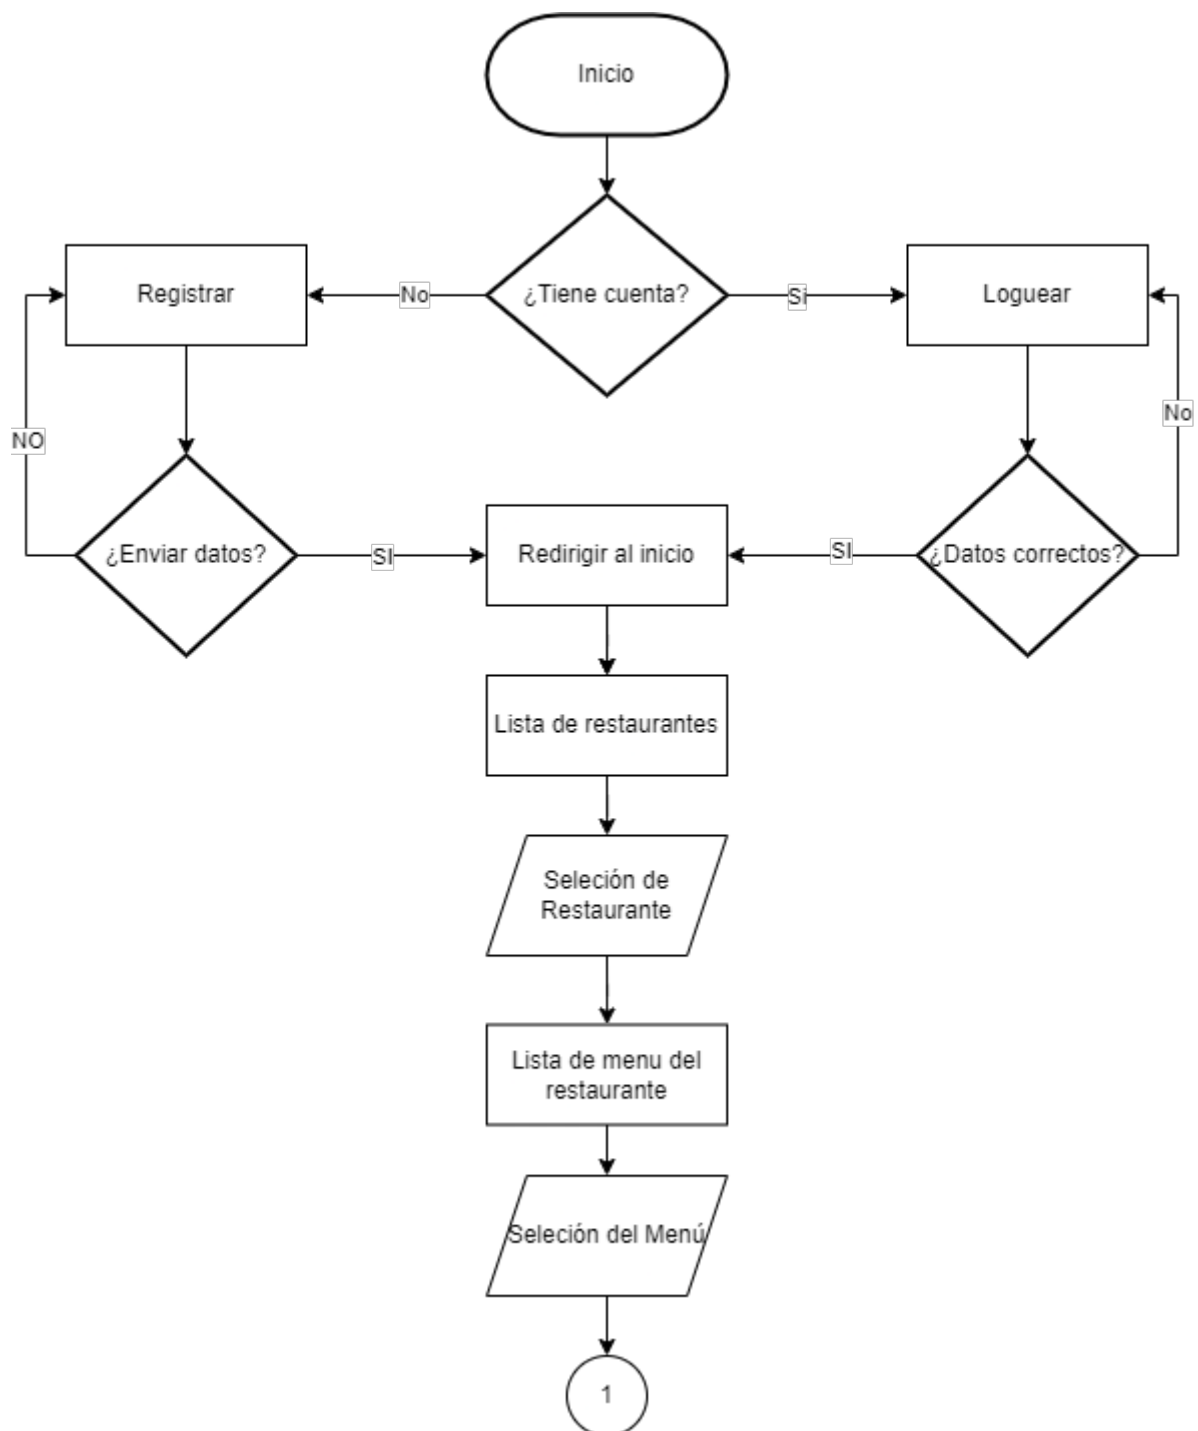 Inicio
Registrar
No
¿Tiene cuenta?
Si
Loguear
NO
No
¿Enviar datos?
SI
Redirigir al inicio
SI
¿Datos correctos?
Lista de restaurantes
Seleción de
Restaurante
Lista de menu del
restaurante
Seleción del Menú
1